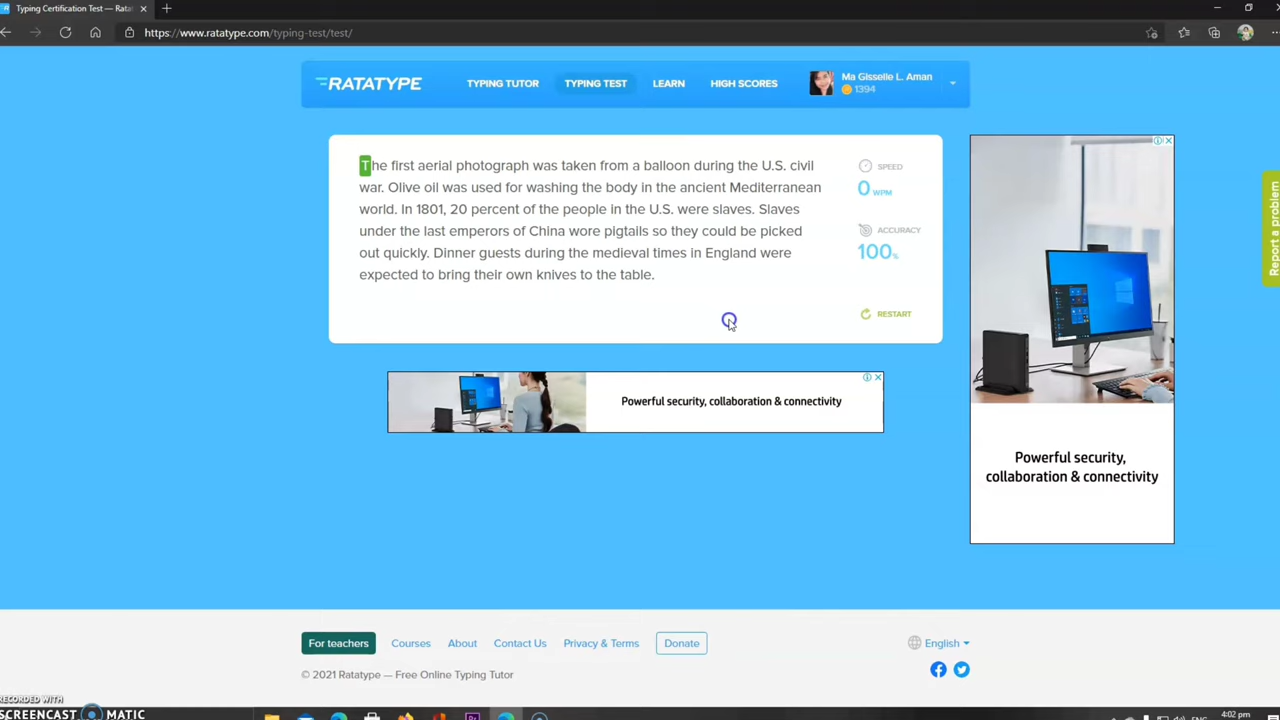 Typing Certification Test — Rata
https://www.ratatype.com/typing-test/test/
RATATYPE
TYPING TUTOR
TYPING TEST
LEARN
HIGH SCORES
Ma Gisselle L. Aman
1394
The first aerial photograph was taken from a balloon during the U.S. civil
war. Olive oil was used for washing the body in the ancient Mediterranean
world. In 1801, 20 percent of the people in the U.S. were slaves. Slaves
under the last emperors of China wore pigtails so they could be picked
out quickly. Dinner guests during the medieval times in England were
expected to bring their own knives to the table.
SPEED
0 WPM
ACCURACY
100%
RESTART
Report a problem
Powerful security, collaboration & connectivity
Powerful security,
collaboration & connectivity
For teachers
Courses
About
Contact Us
Privacy & Terms
Donate
English
© 2021 Ratatype — Free Online Typing Tutor
RECORDED WITH
SCREENCAST MATIC
ENG
4:02 pm